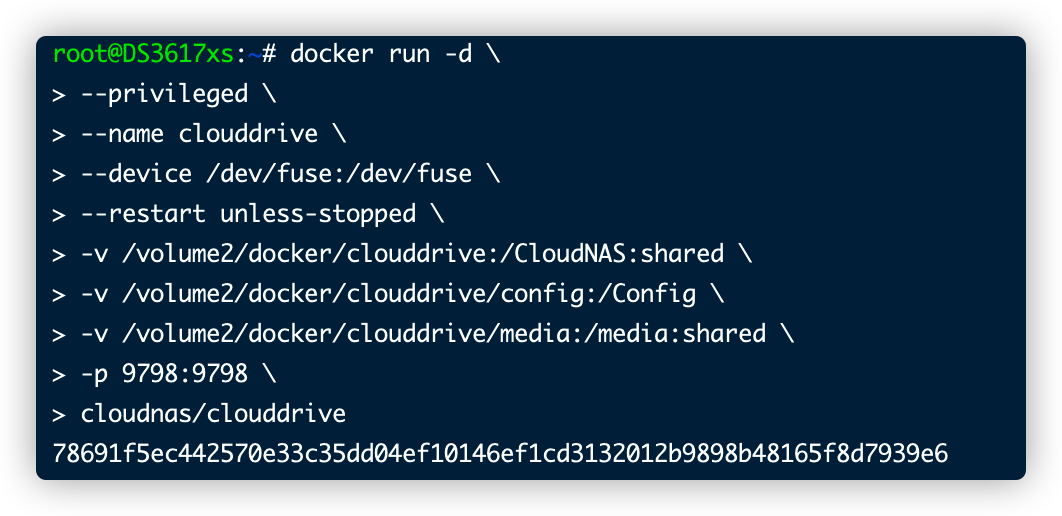 root@DS3617xs:~# docker run -d \
> --privileged \
> --name clouddrive \
> --device /dev/fuse:/dev/fuse \
> --restart unless-stopped \
> -v /volume2/docker/clouddrive:/CloudNAS:shared \
> -v /volume2/docker/clouddrive/config:/Config \
> -v /volume2/docker/clouddrive/media:/media:shared \
> -p 9798:9798 \
> cloudnas/clouddrive
78691f5ec442570e33c35dd04ef10146ef1cd3132012b9898b48165f8d7939e6